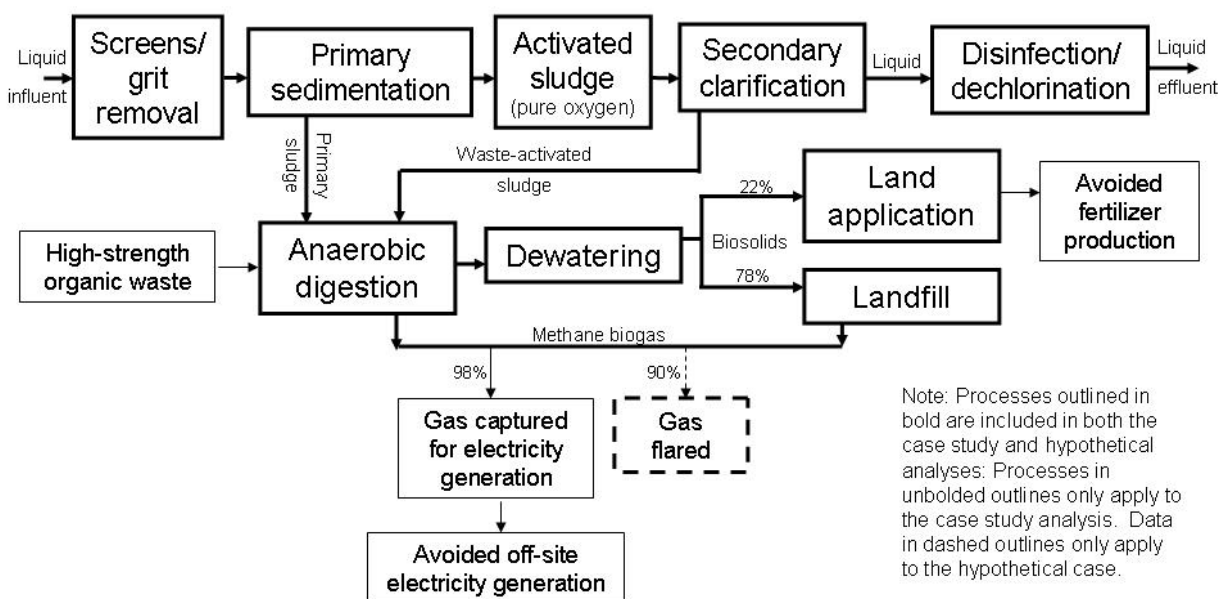 Liquid
influent
Screens/
grit
removal
Primary
sedimentation
Activated
sludge
(pure oxygen)
Secondary
clarification
Liquid
Disinfection/
dechlorination
Liquid
effluent
Primary
sludge
Waste-activated
sludge
High-strength
organic waste
Anaerobic
digestion
Dewatering
22%
Biosolids
78%
Land
application
Avoided
fertilizer
production
Landfill
Methane biogas
98%
90%
Gas captured
for electricity
generation
Gas
flared
Avoided off-site
electricity generation
Note: Processes outlined in
bold are included in both the
case study and hypothetical
analyses: Processes in
unbolded outlines only apply to
the case study analysis. Data
in dashed outlines only apply
to the hypothetical case.